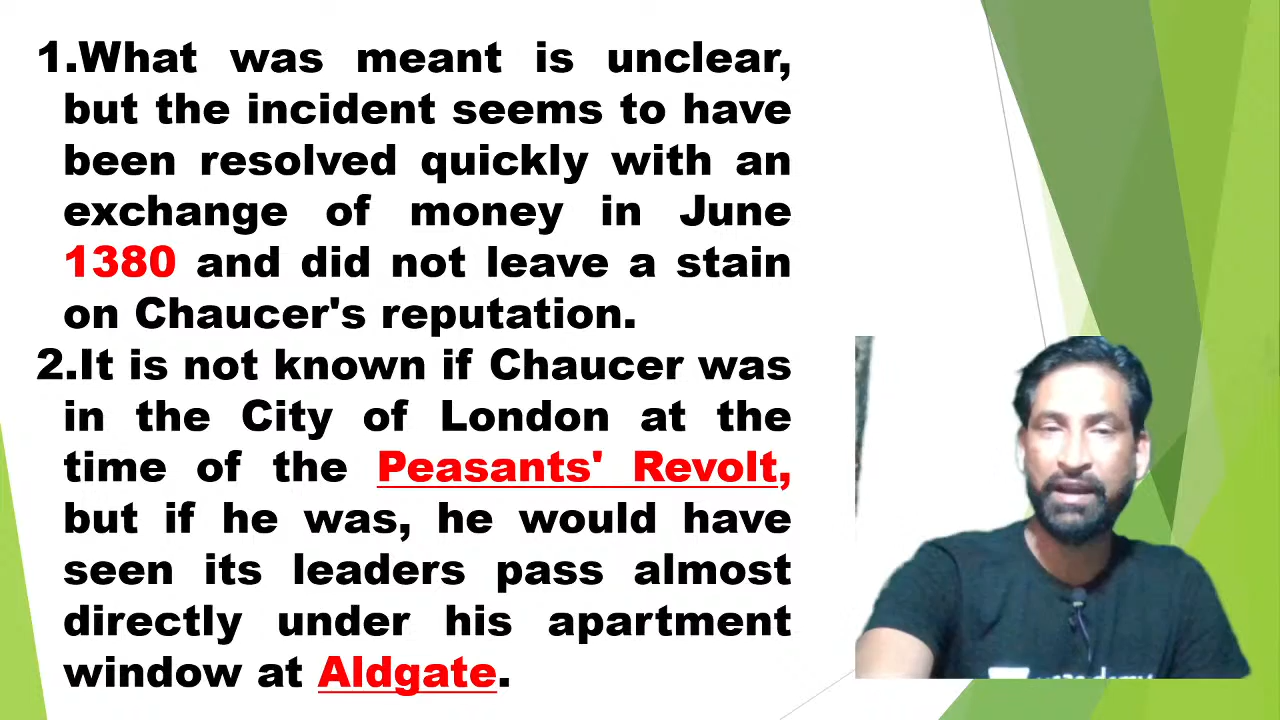 1.What was meant is unclear,
but the incident seems to have
been resolved quickly with an
exchange of money in June
1380 and did not leave a stain
on Chaucer's reputation.
2.It is not known if Chaucer was
in the City of London at the
time of the Peasants' Revolt,
but if he was, he would have
seen its leaders pass almost
directly under his apartment
window at Aldgate.